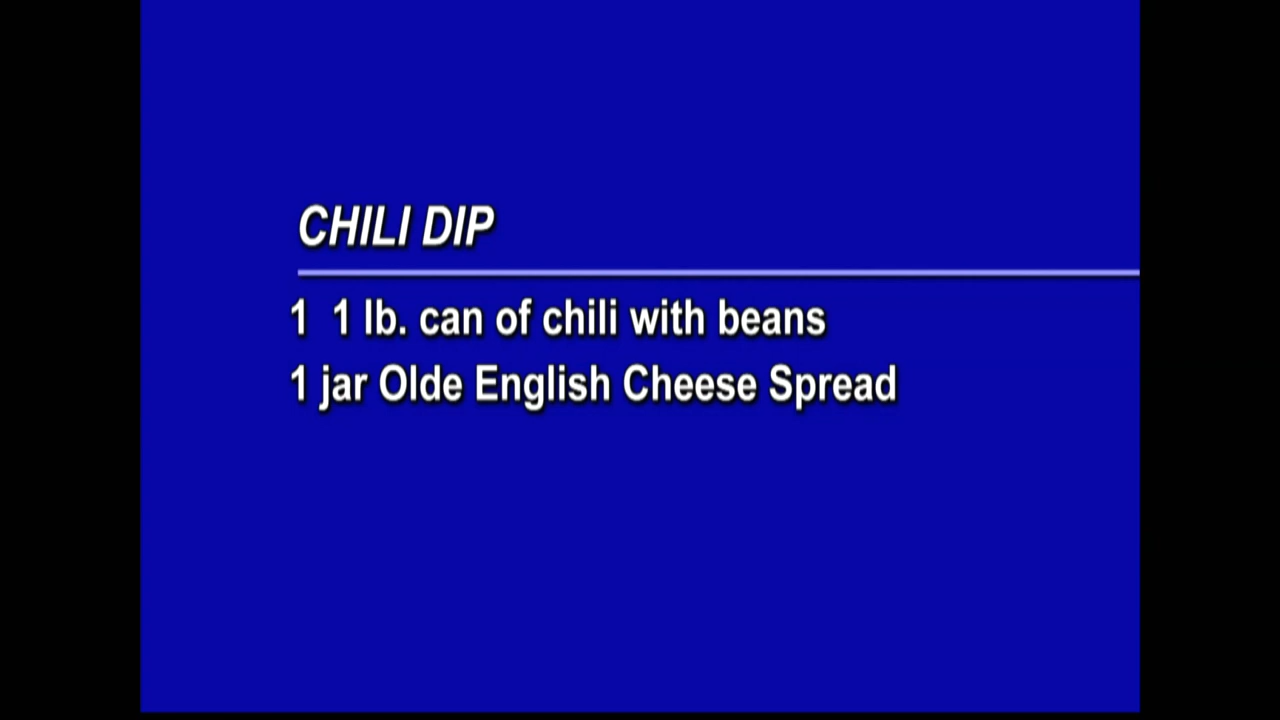 CHILI DIP
1 1 lb. can of chili with beans
1 jar Olde English Cheese Spread